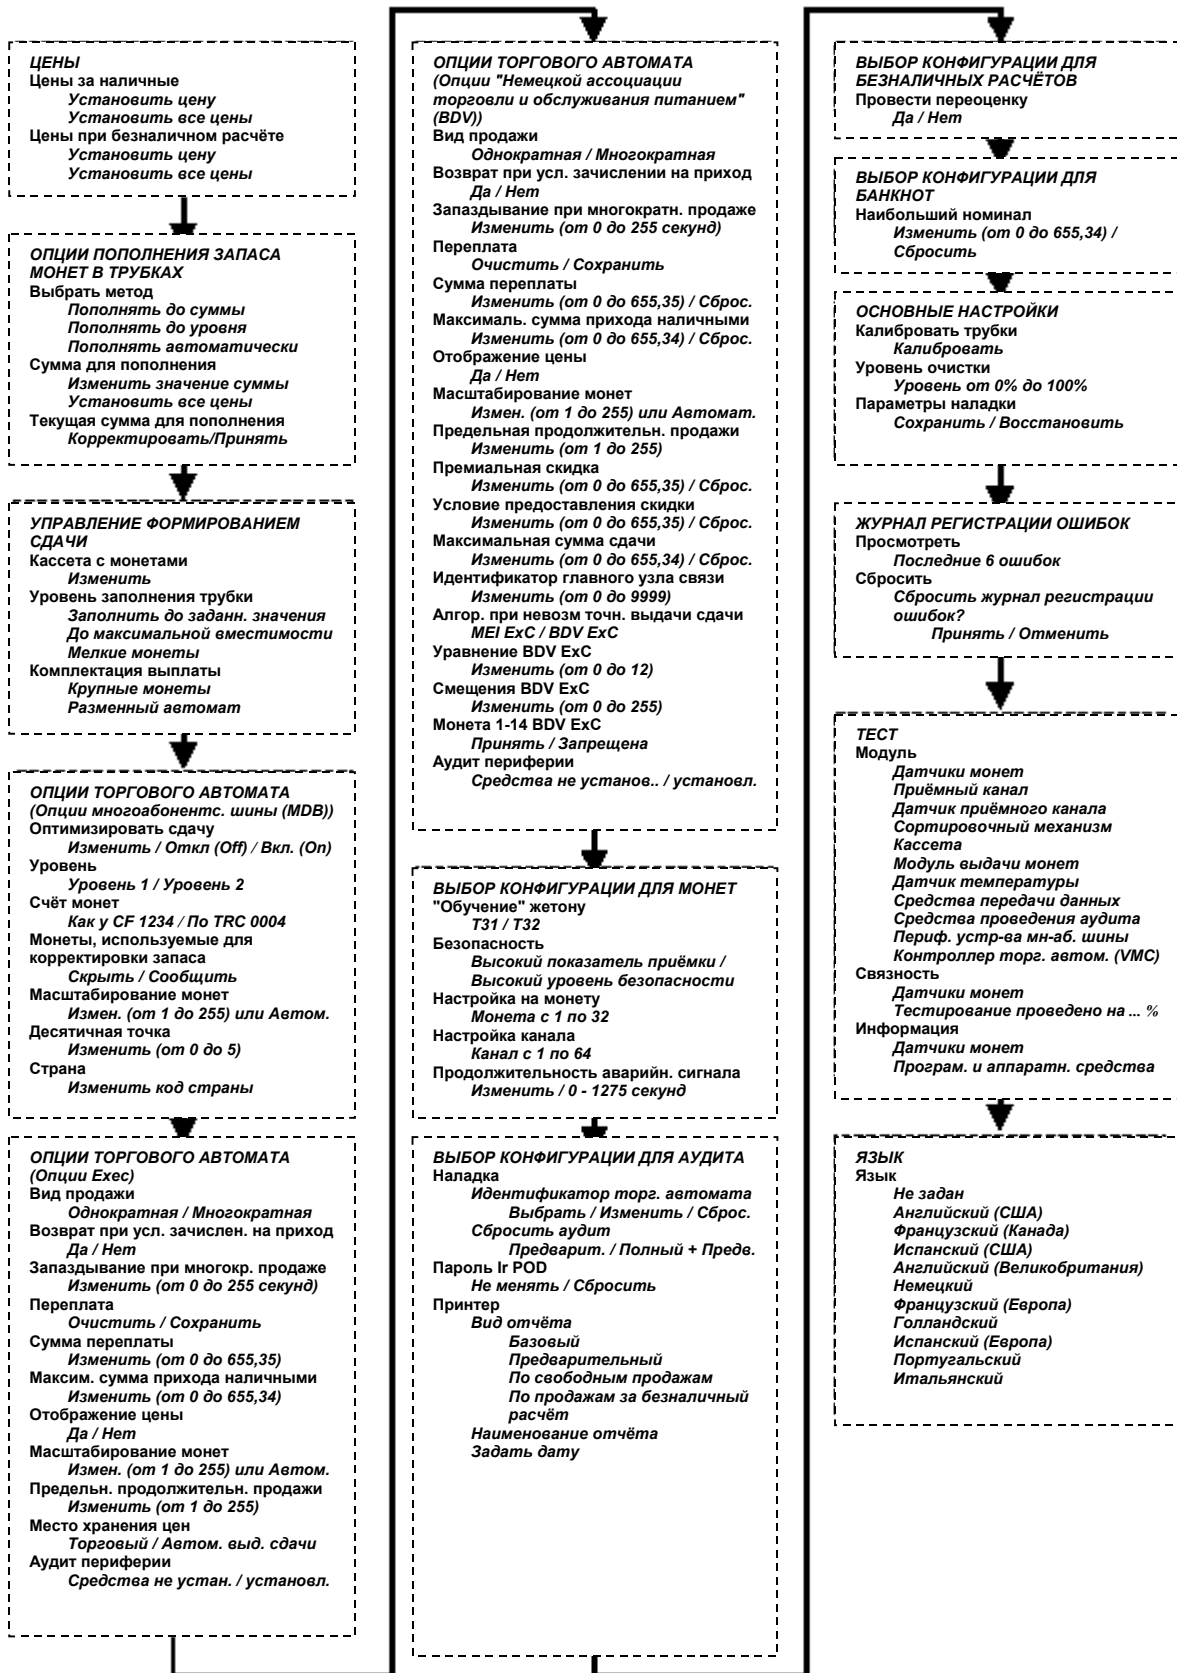 ЦЕНЫ
Цены за наличные
Установить цену
Установить все цены
Цены при безналичном расчёте
Установить цену
Установить все цены
ОПЦИИ ПОПОЛНЕНИЯ ЗАПАСА
МОНЕТ В ТРУБКАХ
Выбрать метод
Пополнять до суммы
Пополнять до уровня
Пополнять автоматически
Сумма для пополнения
Изменить значение суммы
Установить все цены
Текущая сумма для пополнения
Корректировать/Принять
УПРАВЛЕНИЕ ФОРМИРОВАНИЕМ
СДАЧИ
Кассета с монетами
Изменить
Уровень заполнения трубки
Заполнить до заданн. значения
До максимальной вместимости
Мелкие монеты
Комплектация выплаты
Крупные монеты
Разменный автомат
ОПЦИИ ТОРГОВОГО АВТОМАТА
(Опции многоабонентс. шины (MDB))
Оптимизировать сдачу
Изменить / Откл (Off) / Вкл. (On)
Уровень
Уровень 1 / Уровень 2
Счёт монет
Как у CF 1234 / По TRC 0004
Монеты, используемые для
корректировки запаса
Скрыть / Сообщить
Масштабирование монет
Измен. (от 1 до 255) или Автом.
Десятичная точка
Изменить (от 0 до 5)
Страна
Изменить код страны
ОПЦИИ ТОРГОВОГО АВТОМАТА
(Опции Exec)
Вид продажи
Однократная / Многократная
Возврат при усл. зачислен. на приход
Да / Нет
Запаздывание при многокр. продаже
Изменить (от 0 до 255 секунд)
Переплата
Очистить / Сохранить
Сумма переплаты
Изменить (от 0 до 655,35)
Максим. сумма прихода наличными
Изменить (от 0 до 655,34)
Отображение цены
Да / Нет
Масштабирование монет
Измен. (от 1 до 255) или Автом.
Предельн. продолжительн. продажи
Изменить (от 1 до 255)
Место хранения цен
Торговый / Автом. выд. сдачи
Аудит периферии
Средства не устан. / установл.
ОПЦИИ ТОРГОВОГО АВТОМАТА
(Опции "Немецкой ассоциации
торговли и обслуживания питанием"
(BDV))
Вид продажи
Однократная / Многократная
Возврат при усл. зачислении на приход
Да / Нет
Запаздывание при многократн. продаже
Изменить (от 0 до 255 секунд)
Переплата
Очистить / Сохранить
Сумма переплаты
Изменить (от 0 до 655,35) / Сброс.
Максималь. сумма прихода наличными
Изменить (от 0 до 655,34) / Сброс.
Отображение цены
Да / Нет
Масштабирование монет
Измен. (от 1 до 255) или Автомат.
Предельная продолжительн. продажи
Изменить (от 1 до 255)
Премиальная скидка
Изменить (от 0 до 655,35) / Сброс.
Условие предоставления скидки
Изменить (от 0 до 655,35) / Сброс.
Максимальная сумма сдачи
Изменить (от 0 до 655,34) / Сброс.
Идентификатор главного узла связи
Изменить (от 0 до 9999)
Алгор. при невозм точн. выдачи сдачи
MEI ExC / BDV ExC
Уравнение BDV ExC
Изменить (от 0 до 12)
Смещения BDV ExC
Изменить (от 0 до 255)
Монета 1-14 BDV ExC
Принять / Запрещена
Аудит периферии
Средства не установ.. / установл.
ВЫБОР КОНФИГУРАЦИИ ДЛЯ МОНЕТ
"Обучение" жетону
T31 / T32
Безопасность
Высокий показатель приёмки /
Высокий уровень безопасности
Настройка на монету
Монета с 1 по 32
Настройка канала
Канал с 1 по 64
Продолжительность аварийн. сигнала
Изменить / 0 - 1275 секунд
ВЫБОР КОНФИГУРАЦИИ ДЛЯ АУДИТА
Наладка
Идентификатор торг. автомата
Выбрать / Изменить / Сброс.
Сбросить аудит
Предварит. / Полный + Предв.
Пароль Ir POD
Не менять / Сбросить
Принтер
Вид отчёта
Базовый
Предварительный
По свободным продажам
По продажам за безналичный
расчёт
Наименование отчёта
Задать дату
ВЫБОР КОНФИГУРАЦИИ ДЛЯ
БЕЗНАЛИЧНЫХ РАСЧЁТОВ
Провести переоценку
Да / Нет
ВЫБОР КОНФИГУРАЦИИ ДЛЯ
БАНКНОТ
Наибольший номинал
Изменить (от 0 до 655,34) /
Сбросить
ОСНОВНЫЕ НАСТРОЙКИ
Калибровать трубки
Калибровать
Уровень очистки
Уровень от 0% до 100%
Параметры наладки
Сохранить / Восстановить
ЖУРНАЛ РЕГИСТРАЦИИ ОШИБОК
Просмотреть
Последние 6 ошибок
Сбросить
Сбросить журнал регистрации
ошибок?
Принять / Отменить
ТЕСТ
Модуль
Датчики монет
Приёмный канал
Датчик приёмного канала
Сортировочный механизм
Кассета
Модуль выдачи монет
Датчик температуры
Средства передачи данных
Средства проведения аудита
Периф. устр-ва мн-аб. шины
Контроллер торг. автом. (VMC)
Связность
Датчики монет
Тестирование проведено на ... %
Информация
Датчики монет
Програм. и аппаратн. средства
ЯЗЫК
Язык
Не задан
Английский (США)
Французский (Канада)
Испанский (США)
Английский (Великобритания)
Немецкий
Французский (Европа)
Голландский
Испанский (Европа)
Португальский
Итальянский